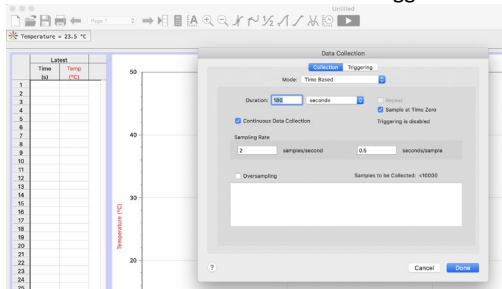 Untitled
Page 1
Temperature = 23.5 °C
Latest
Time Temp
(s) (°C)
1
2
3
4
5
6
7
8
9
10
11
12
13
14
15
16
17
18
19
20
21
22
23
24
25
50
40
30
20
Temperature (°C)
Data Collection
Collection Triggering
Mode: Time Based
Duration: 180 seconds Repeat
Sample at Time Zero
Continuous Data Collection Triggering is disabled
Sampling Rate
2 samples/second 0.5 seconds/sample
Oversampling Samples to be Collected: <10000
? Cancel Done